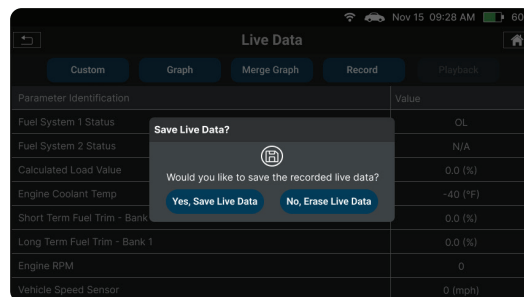 Nov 15 09:28 AM 60
Live Data
Custom Graph Merge Graph Record Playback
Parameter Identification Value
Fuel System 1 Status OL
Fuel System 2 Status N/A
Calculated Load Value 0.0 (%)
Engine Coolant Temp -40 (°F)
Short Term Fuel Trim - Bank 0.0 (%)
Long Term Fuel Trim - Bank 1 0.0 (%)
Engine RPM 0
Vehicle Speed Sensor 0 (mph)
Save Live Data?
Would you like to save the recorded live data?
Yes, Save Live Data No, Erase Live Data